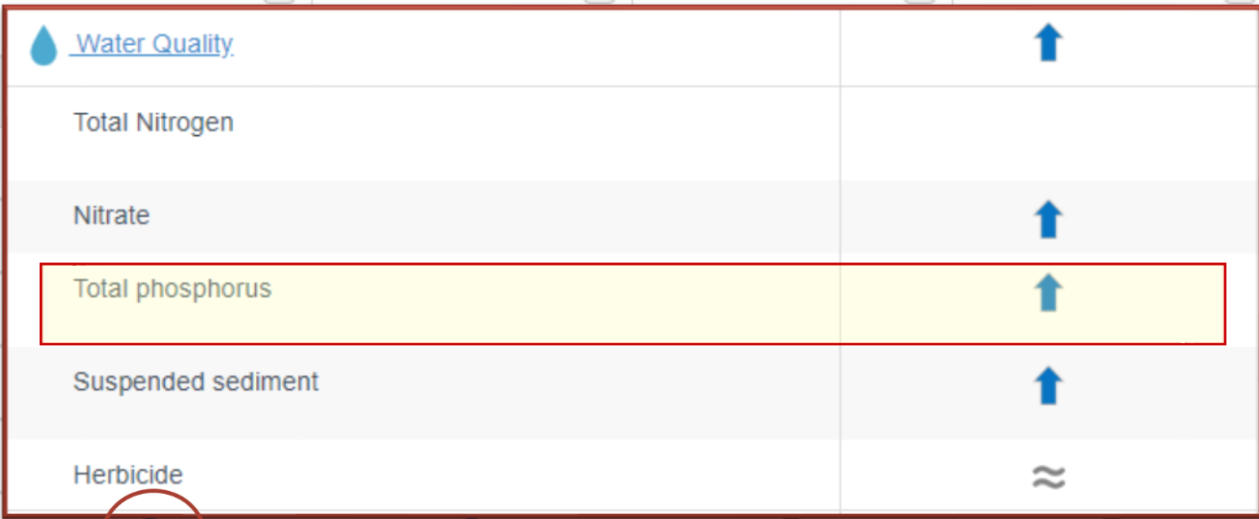 Water Quality
Total Nitrogen
Nitrate
Total phosphorus
Suspended sediment
Herbicide